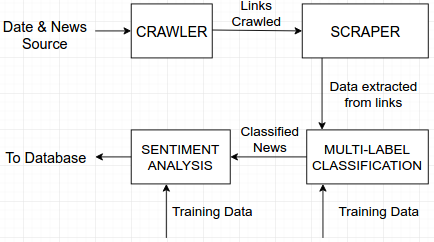 Date & News
Source
CRAWLER
Links
Crawled
SCRAPER
Data extracted
from links
To Database
SENTIMENT
ANALYSIS
Classified
News
MULTI-LABEL
CLASSIFICATION
Training Data
Training Data